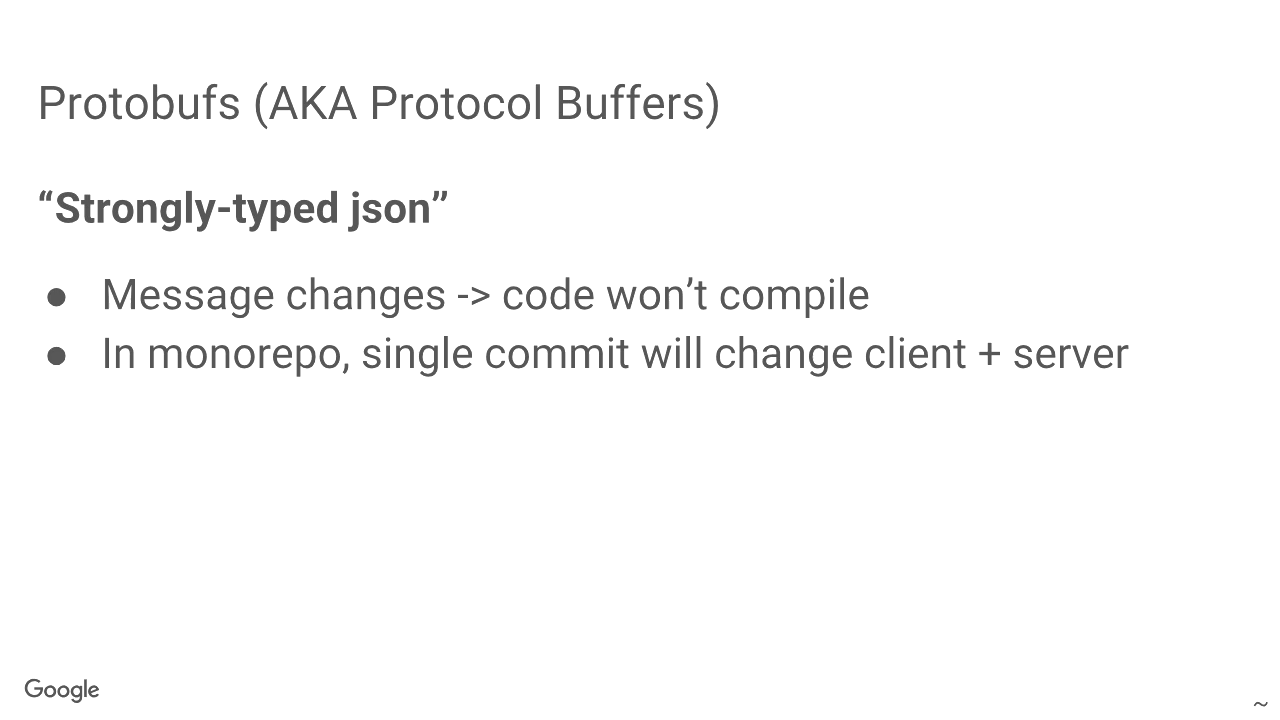 Protobufs (AKA Protocol Buffers)
“Strongly-typed json”
● Message changes -> code won’t compile
● In monorepo, single commit will change client + server
Google
~